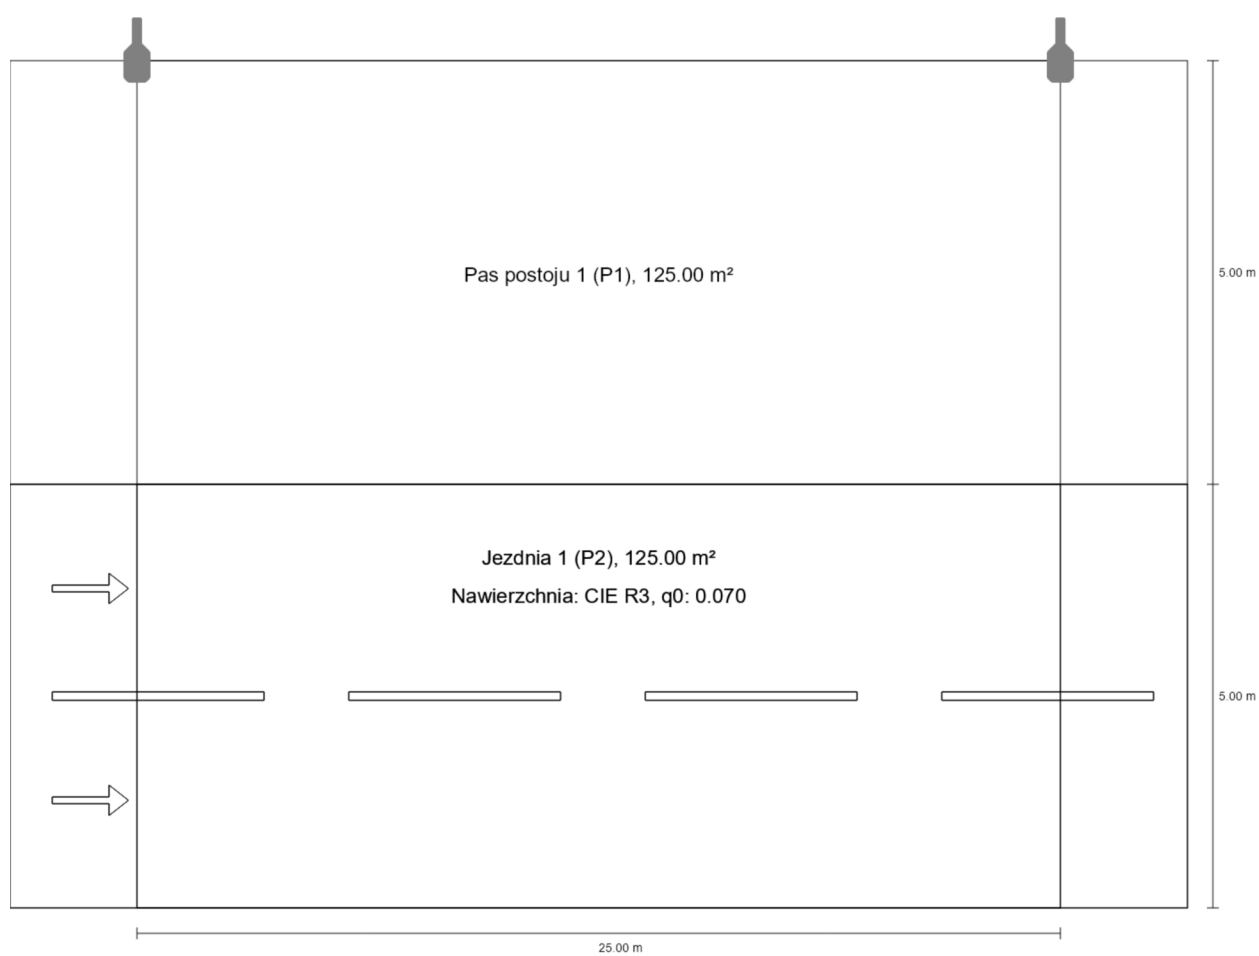 Pas postoju 1 (P1), 125.00 m²
5.00 m
Jezdnia 1 (P2), 125.00 m²
Nawierzchnia: CIE R3, q0: 0.070
5.00 m
25.00 m